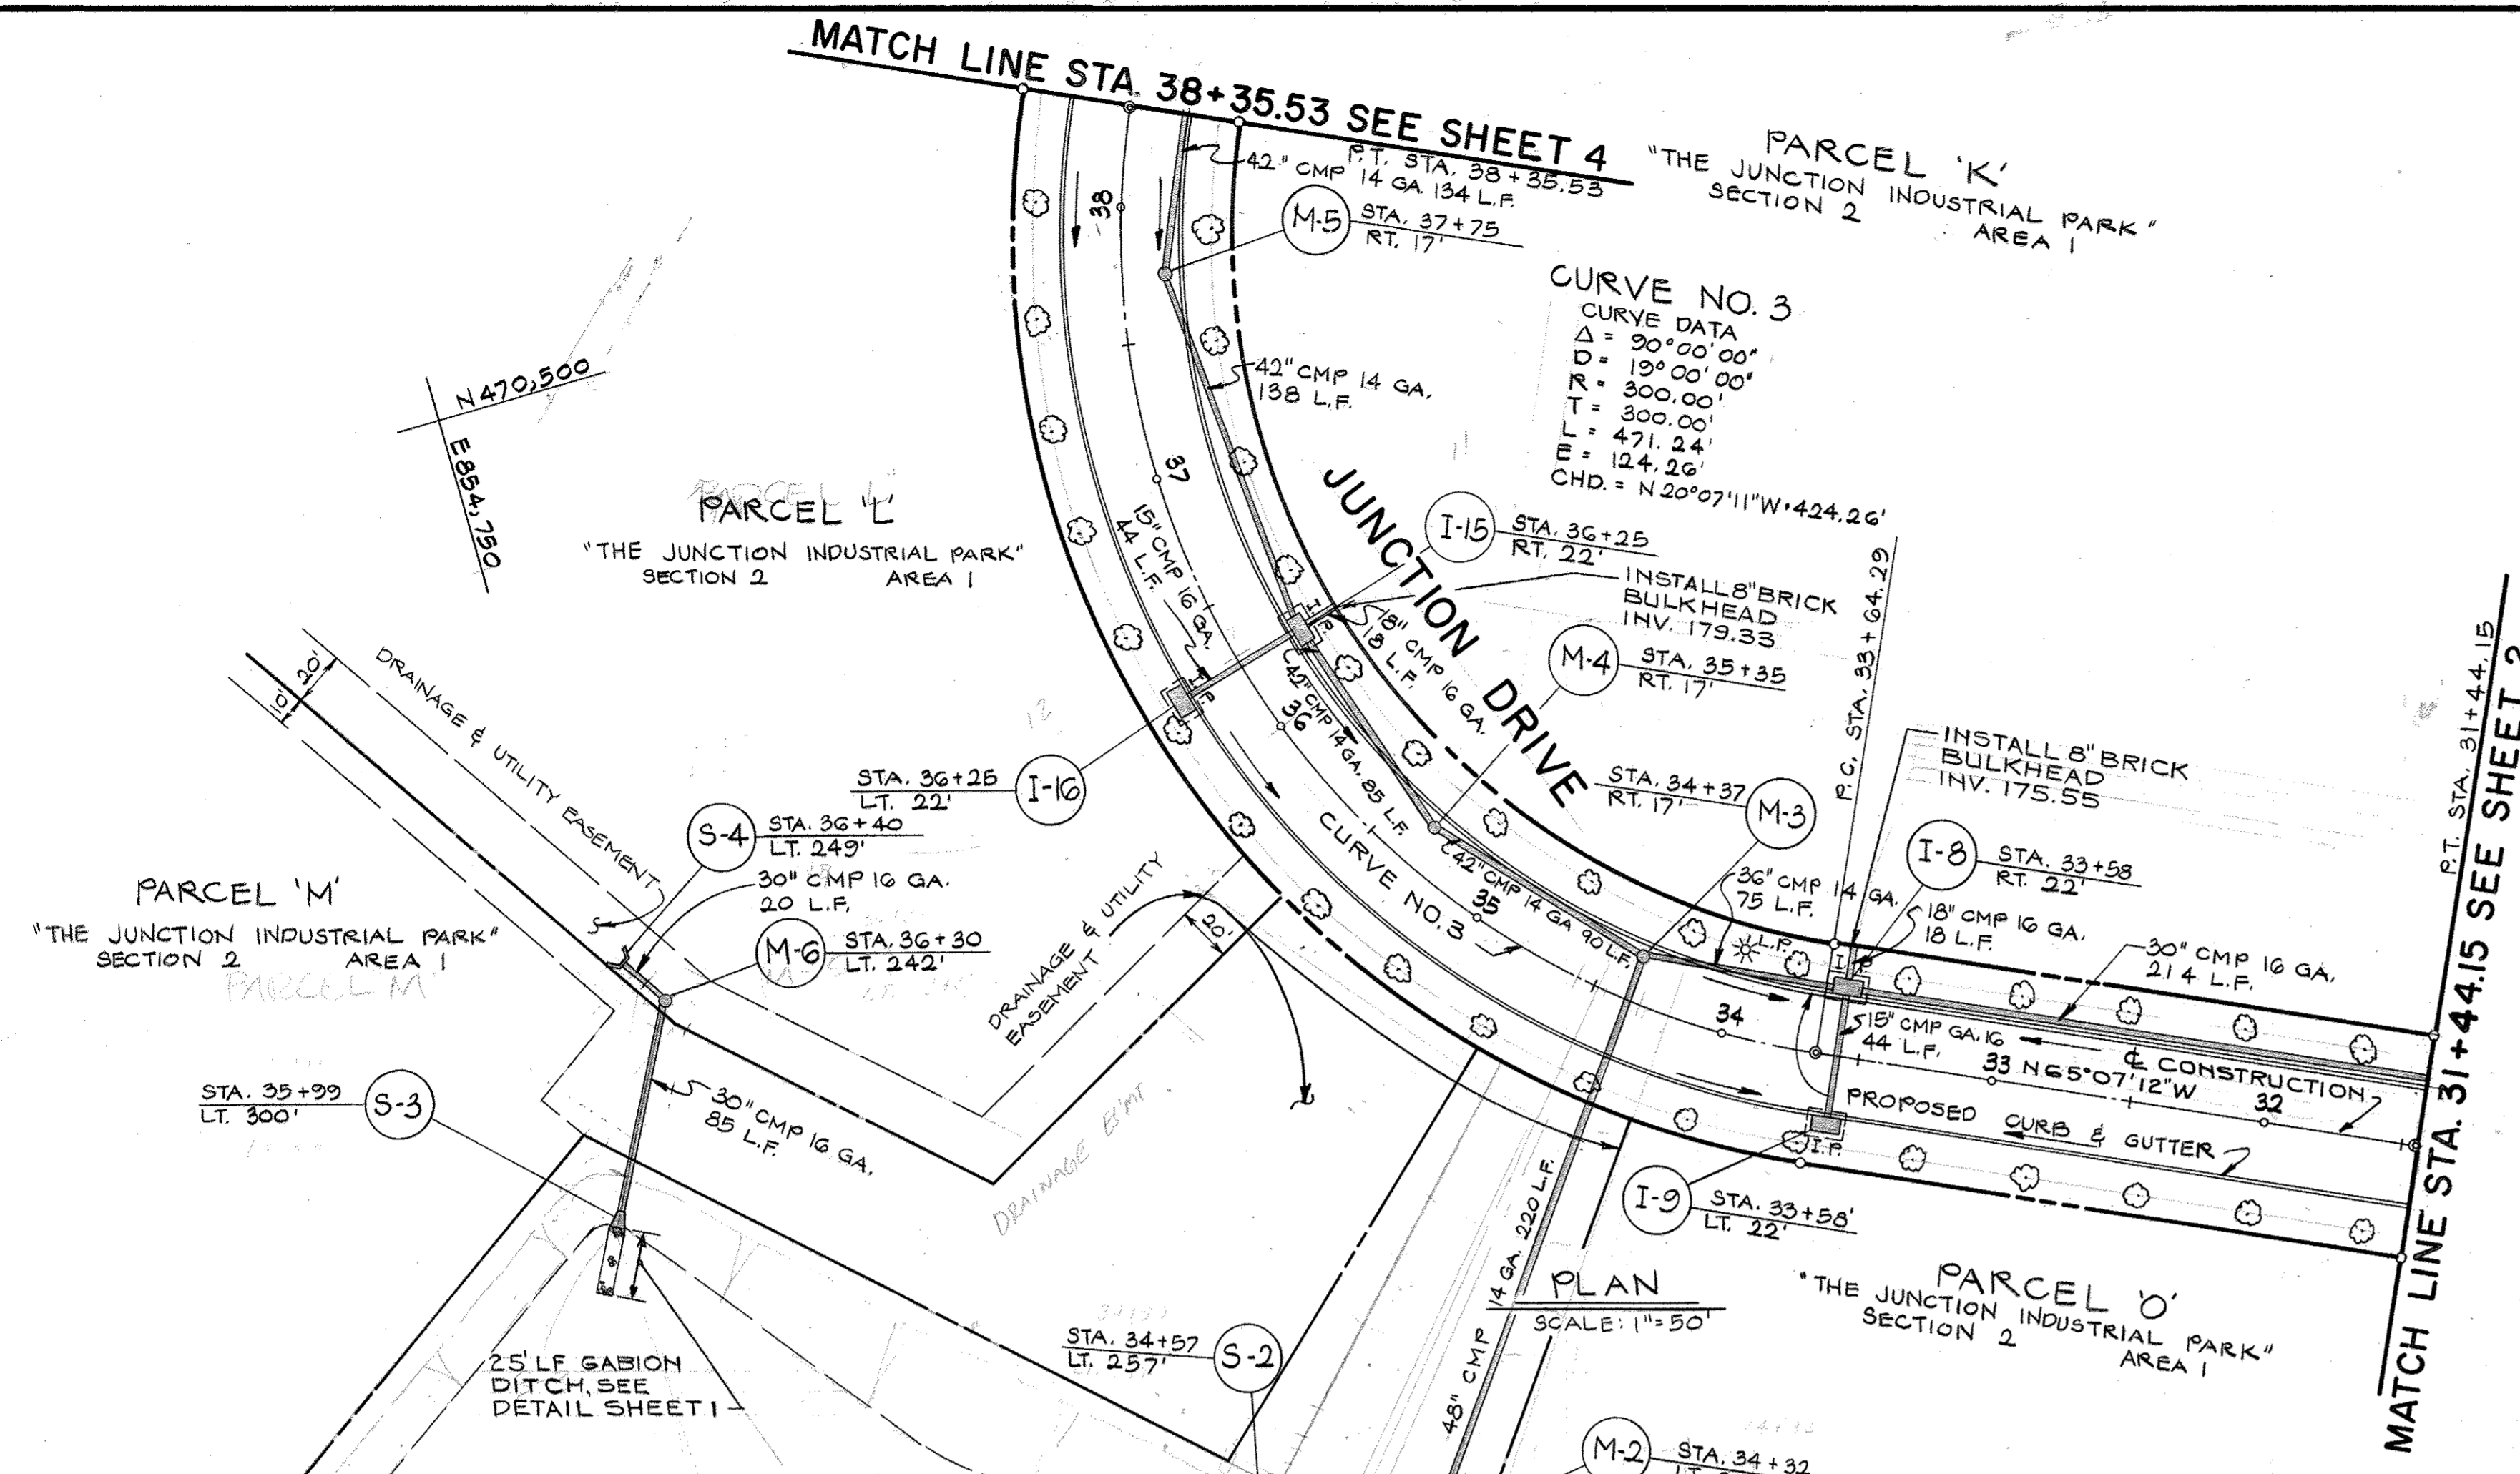 MATCH LINE STA. 38+35.53 SEE SHEET 4
P.T. STA. 38+35.53
42" CMP 14 GA. 134 L.F.
M-5
STA. 37+75
RT. 17'
PARCEL 'K'
"THE JUNCTION INDUSTRIAL PARK"
SECTION 2 AREA 1
38
CURVE NO. 3
CURVE DATA
Δ = 90°00'00"
D = 19°00'00"
R = 300.00'
T = 300.00'
L = 471.24'
E = 124.26'
CHD. = N 20°07'11"W • 424.26'
42" CMP 14 GA.
138 L.F.
N 470,500
E 854,750
37
PARCEL 'L'
"THE JUNCTION INDUSTRIAL PARK"
SECTION 2 AREA 1
15" CMP 16 GA.
44 L.F.
JUNCTION DRIVE
I-15
STA. 36+25
RT. 22'
INSTALL 8" BRICK
BULKHEAD
INV. 179.33
I.P.
18" CMP 16 GA.
18 L.F.
M-4
STA. 35+35
RT. 17'
P.C. STA. 33+64.29
P.T. STA. 31+44.15
MATCH LINE STA. 31+44.15 SEE SHEET 2
20'
10'
DRAINAGE & UTILITY EASEMENT
I.P.
36
42" CMP 14 GA. 85 L.F.
12
STA. 36+25
LT. 22'
I-16
STA. 34+37
RT. 17'
M-3
INSTALL 8" BRICK
BULKHEAD
INV. 175.55
S-4
STA. 36+40
LT. 249'
30" CMP 16 GA.
20 L.F.
CURVE NO. 3
42" CMP 14 GA 90 L.F.
35
I-8
STA. 33+58
RT. 22'
36" CMP 14 GA.
75 L.F.
18" CMP 16 GA.
18 L.F.
30" CMP 16 GA.
214 L.F.
PARCEL 'M'
"THE JUNCTION INDUSTRIAL PARK"
SECTION 2 AREA 1
PARCEL M
M-6
STA. 36+30
LT. 242'
DRAINAGE & UTILITY
EASEMENT
20'
L.P.
I.P.
34
15" CMP GA. 16
44 L.F.
℄ CONSTRUCTION
33 N 65°07'12"W
32
PROPOSED CURB & GUTTER
I.P.
STA. 35+99
LT. 300'
S-3
30" CMP 16 GA.
85 L.F.
DRAINAGE ES'MT
I-9
STA. 33+58'
LT. 22'
48" CMP 14 GA. 220 L.F.
PLAN
SCALE: 1"=50'
PARCEL 'O'
"THE JUNCTION INDUSTRIAL PARK"
SECTION 2 AREA 1
25' LF GABION
DITCH, SEE
DETAIL SHEET 1
STA. 34+57
LT. 257'
S-2
M-2
STA. 34+32